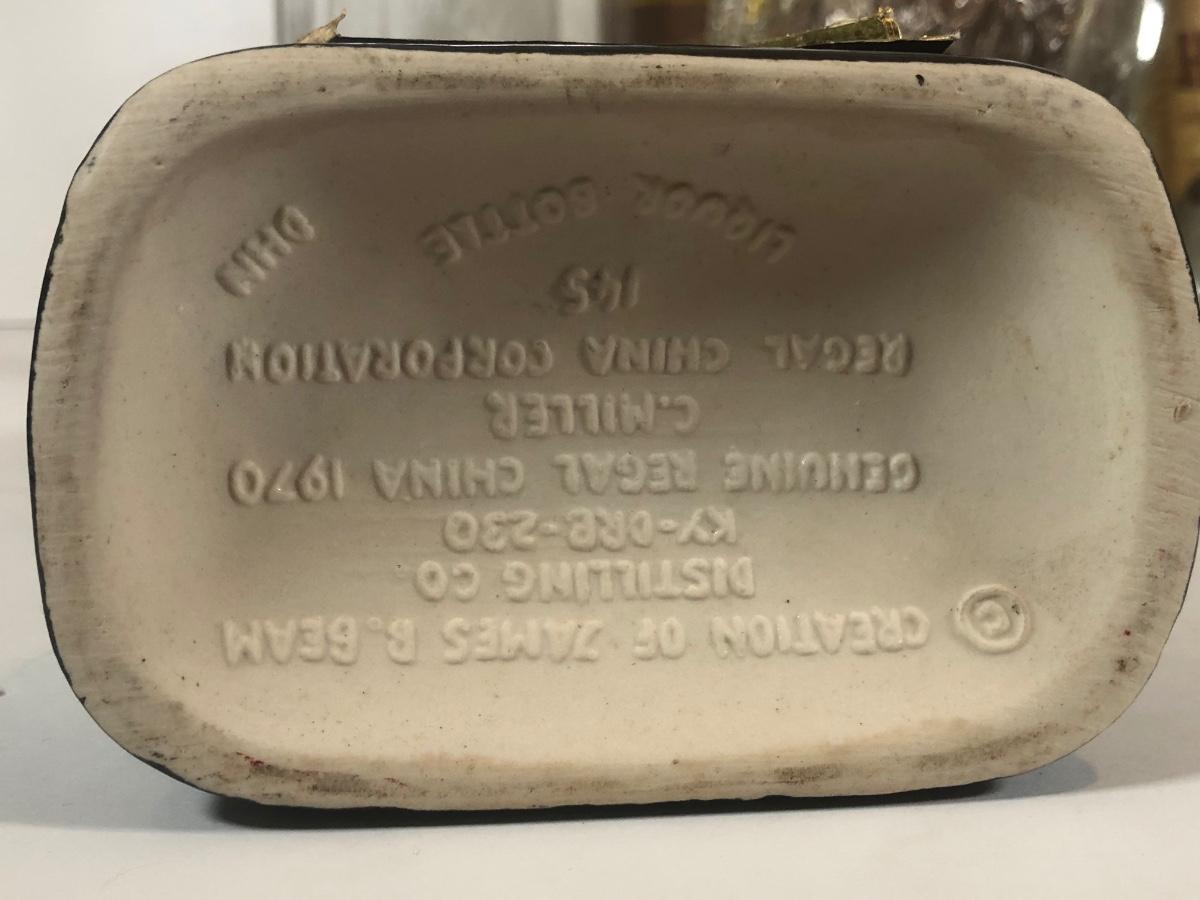 © CREATION OF JAMES B. BEAM
DISTILLING CO.
KY-DRB-230
GENUINE REGAL CHINA 1970
C. MILLER
REGAL CHINA CORPORATION
145
LIQUOR BOTTLE